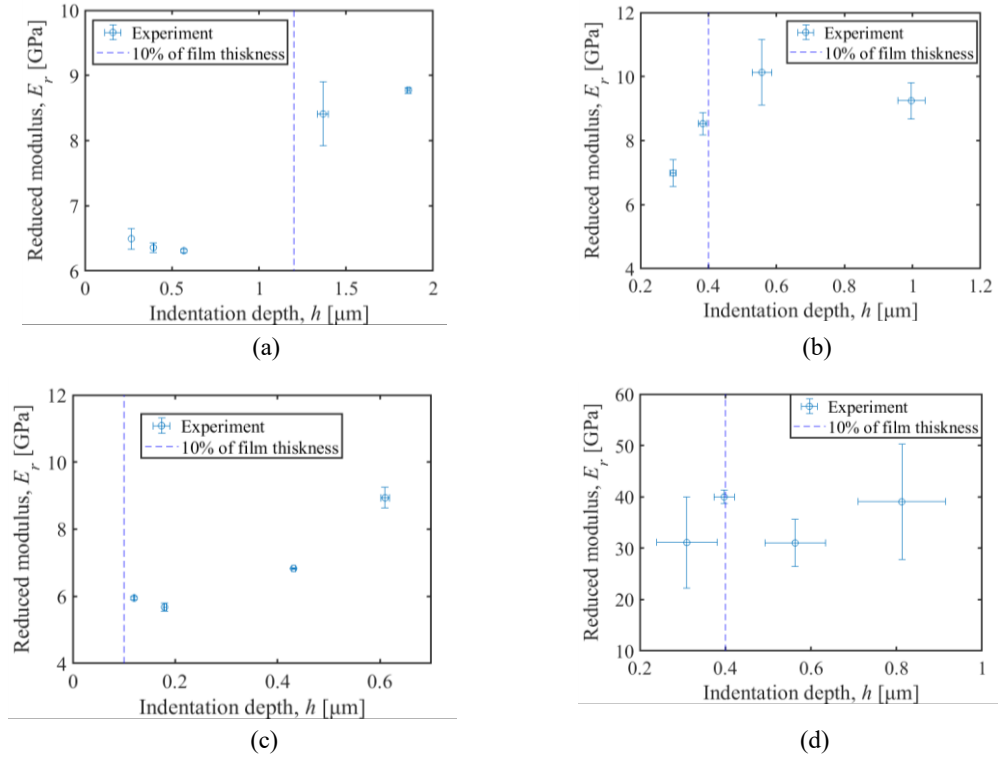 10
9
8
7
6
0
0.5
1
1.5
2
Reduced modulus, E_r [GPa]
Indentation depth, h [μm]
Experiment
10% of film thiskness
(a)
12
10
8
6
4
0.2
0.4
0.6
0.8
1
1.2
Reduced modulus, E_r [GPa]
Indentation depth, h [μm]
Experiment
10% of film thiskness
(b)
12
10
8
6
4
0
0.2
0.4
0.6
Reduced modulus, E_r [GPa]
Indentation depth, h [μm]
Experiment
10% of film thiskness
(c)
60
50
40
30
20
10
0.2
0.4
0.6
0.8
1
Reduced modulus, E_r [GPa]
Indentation depth, h [μm]
Experiment
10% of film thiskness
(d)